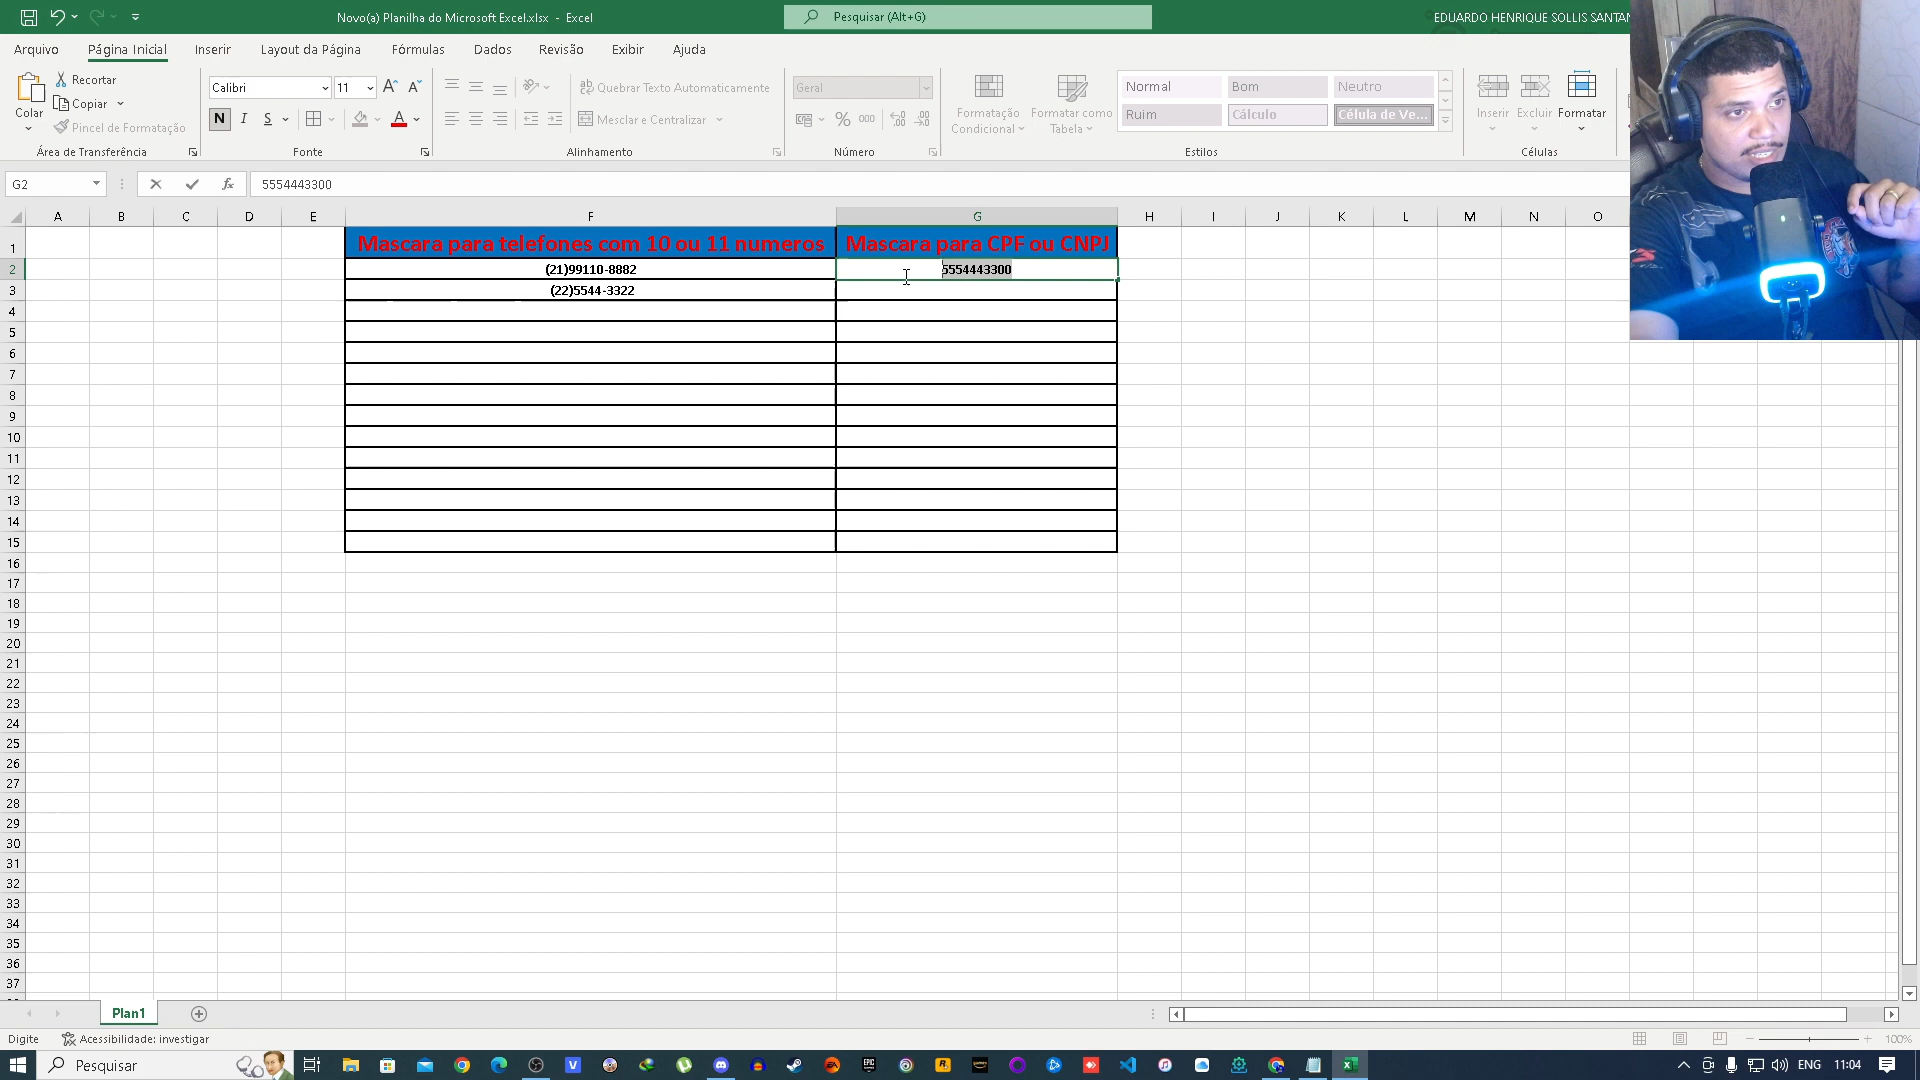 Novo(a) Planilha do Microsoft Excel.xlsx - Excel
Pesquisar (Alt+G)
EDUARDO HENRIQUE SOLLIS SANTAN
Arquivo Página Inicial Inserir Layout da Página Fórmulas Dados Revisão Exibir Ajuda
Colar
Recortar
Copiar
Pincel de Formatação
Área de Transferência
Calibri 11
N I S
Fonte
Quebrar Texto Automaticamente
Mesclar e Centralizar
Alinhamento
Geral
% 000
Número
Formatação Condicional
Formatar como Tabela
Normal Bom Neutro
Ruim Cálculo Célula de Ve...
Estilos
Inserir Excluir Formatar
Células
G2 fx 5554443300
A B C D E F G H I J K L M N O
1 Mascara para telefones com 10 ou 11 numeros Mascara para CPF ou CNPJ
2 (21)99110-8882 5554443300
3 (22)5544-3322
4
5
6
7
8
9
10
11
12
13
14
15
16
17
18
19
20
21
22
23
24
25
26
27
28
29
30
31
32
33
34
35
36
37
Plan1
Digite Acessibilidade: investigar 100%
Pesquisar ENG 11:04